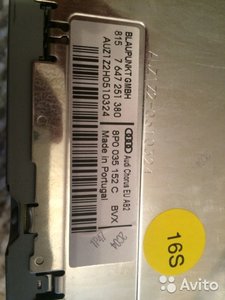 BLAUPUNKT GMBH
815 7 647 251 380
AUZ1Z2H0510324
Audi Chorus EU A82
8P0 035 152 C BVX
Made in Portugal
16S
Avito